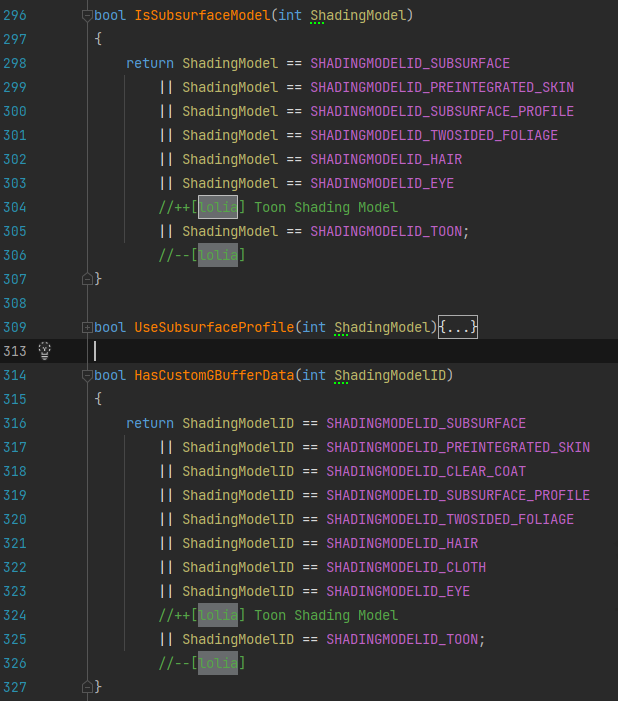 296 bool IsSubsurfaceModel(int ShadingModel)
297 {
298 return ShadingModel == SHADINGMODELID_SUBSURFACE
299 || ShadingModel == SHADINGMODELID_PREINTEGRATED_SKIN
300 || ShadingModel == SHADINGMODELID_SUBSURFACE_PROFILE
301 || ShadingModel == SHADINGMODELID_TWOSIDED_FOLIAGE
302 || ShadingModel == SHADINGMODELID_HAIR
303 || ShadingModel == SHADINGMODELID_EYE
304 //++[lolia] Toon Shading Model
305 || ShadingModel == SHADINGMODELID_TOON;
306 //--[lolia]
307 }
308
309 bool UseSubsurfaceProfile(int ShadingModel){...}
313
314 bool HasCustomGBufferData(int ShadingModelID)
315 {
316 return ShadingModelID == SHADINGMODELID_SUBSURFACE
317 || ShadingModelID == SHADINGMODELID_PREINTEGRATED_SKIN
318 || ShadingModelID == SHADINGMODELID_CLEAR_COAT
319 || ShadingModelID == SHADINGMODELID_SUBSURFACE_PROFILE
320 || ShadingModelID == SHADINGMODELID_TWOSIDED_FOLIAGE
321 || ShadingModelID == SHADINGMODELID_HAIR
322 || ShadingModelID == SHADINGMODELID_CLOTH
323 || ShadingModelID == SHADINGMODELID_EYE
324 //++[lolia] Toon Shading Model
325 || ShadingModelID == SHADINGMODELID_TOON;
326 //--[lolia]
327 }